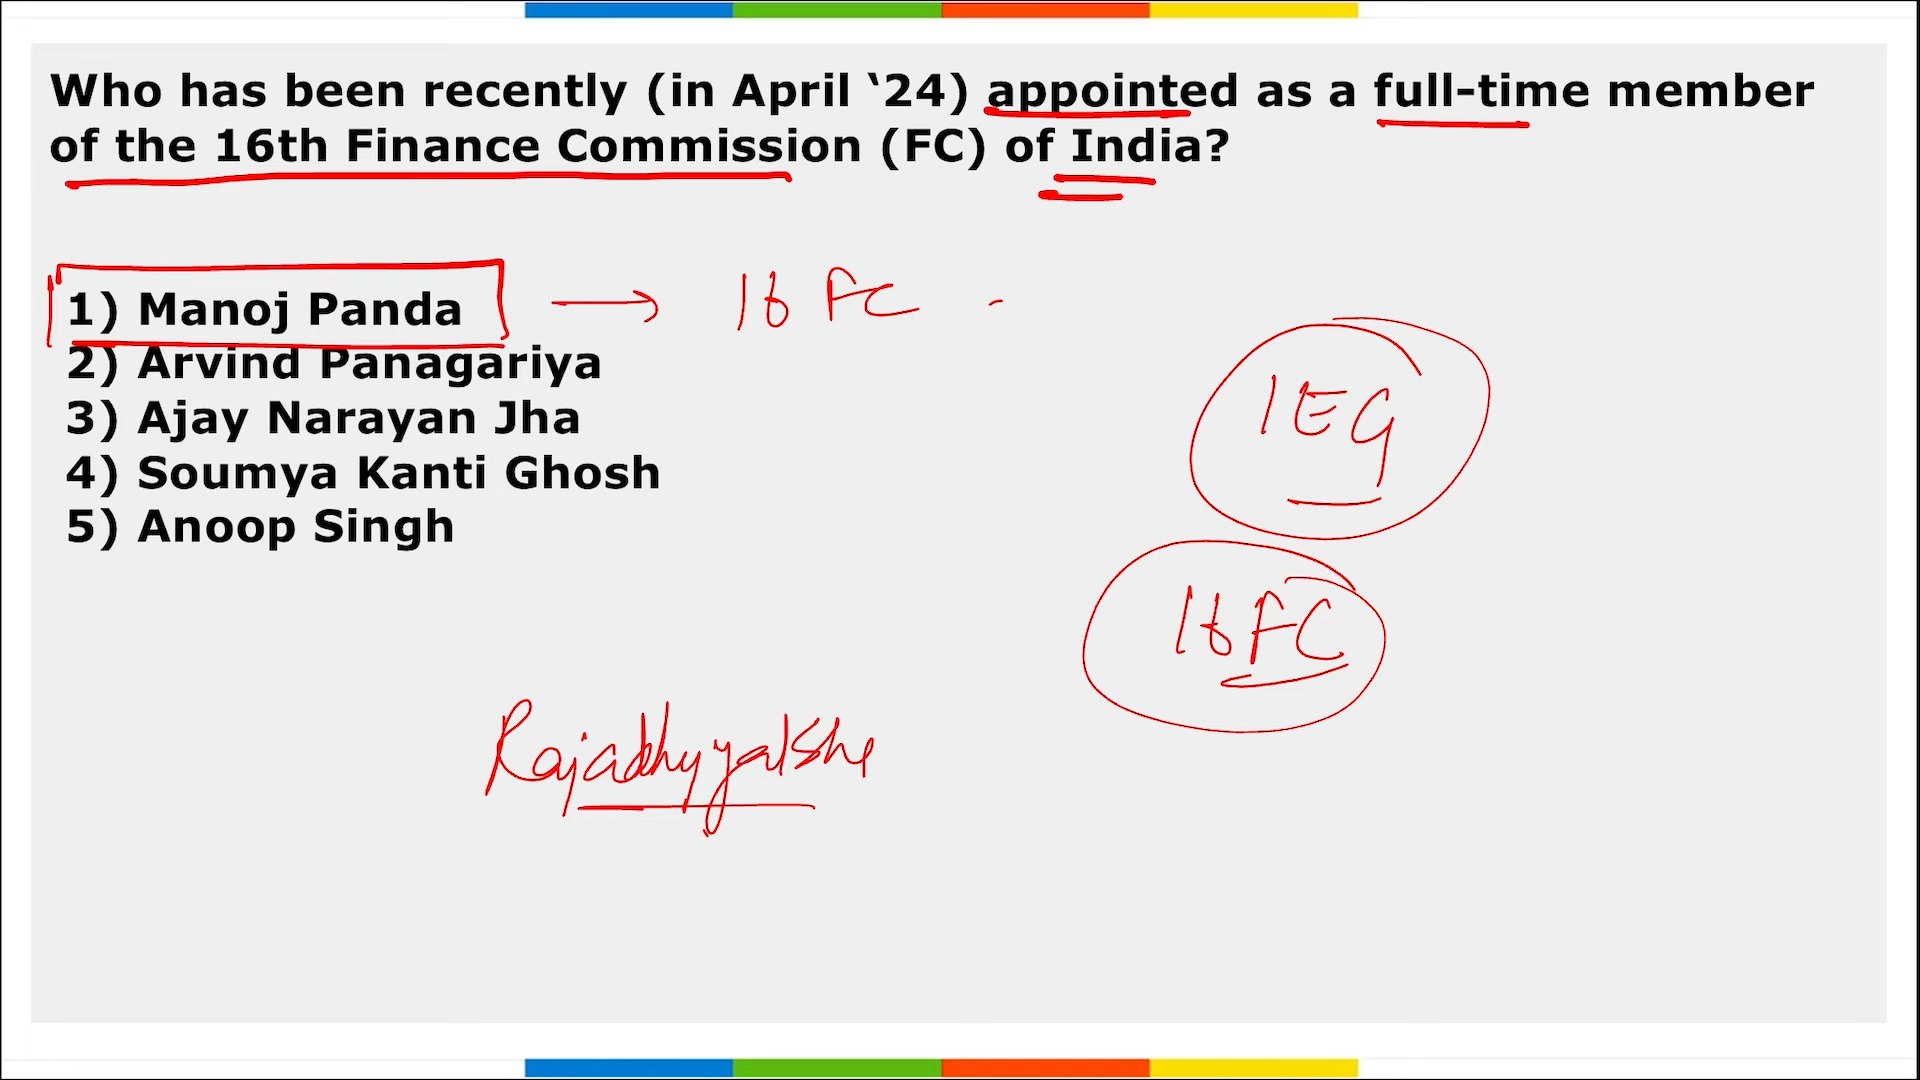 Who has been recently (in April ‘24) appointed as a full-time member
of the 16th Finance Commission (FC) of India?
1) Manoj Panda → 16 FC -
2) Arvind Panagariya
3) Ajay Narayan Jha
4) Soumya Kanti Ghosh
5) Anoop Singh
IEG
16 FC